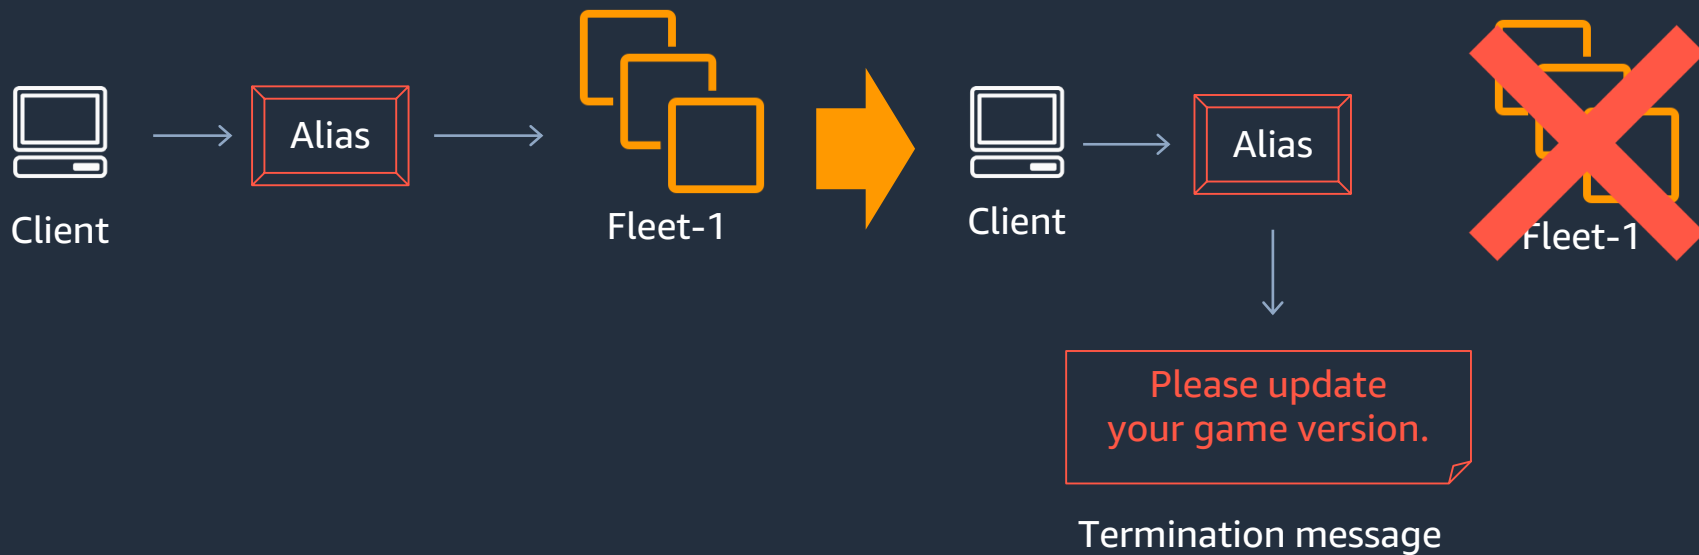 Client
Alias
Fleet-1
Client
Alias
Fleet-1
Please update
your game version.
Termination message